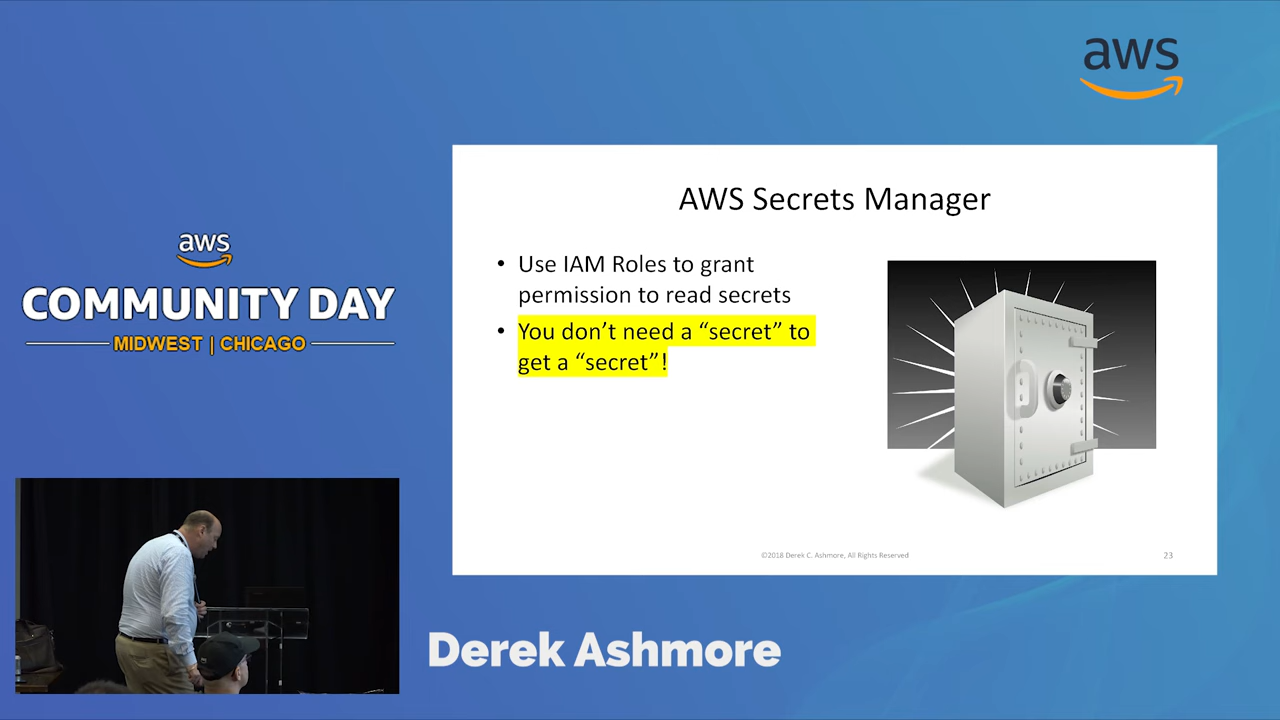 aws
aws
COMMUNITY DAY
MIDWEST | CHICAGO
AWS Secrets Manager
• Use IAM Roles to grant
permission to read secrets
• You don’t need a “secret” to
get a “secret”!
©2018 Derek C. Ashmore, All Rights Reserved
23
Derek Ashmore